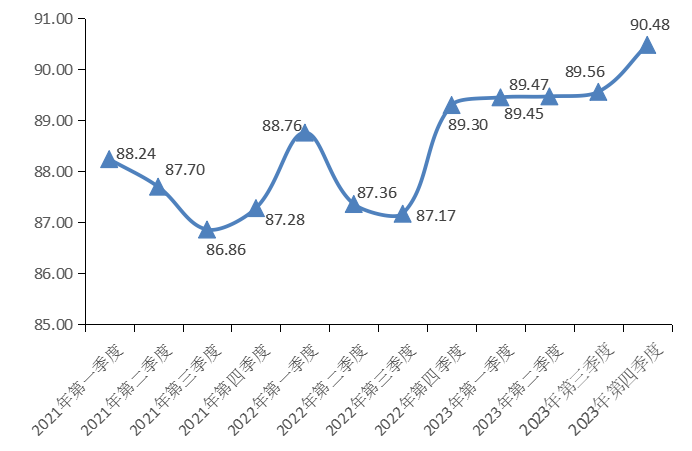 91.00
90.00
89.00
88.00
87.00
86.00
85.00
88.24
87.70
86.86
87.28
88.76
87.36
87.17
89.30
89.45
89.47
89.56
90.48
2021年第一季度
2021年第二季度
2021年第三季度
2021年第四季度
2022年第一季度
2022年第二季度
2022年第三季度
2022年第四季度
2023年第一季度
2023年第二季度
2023年第三季度
2023年第四季度